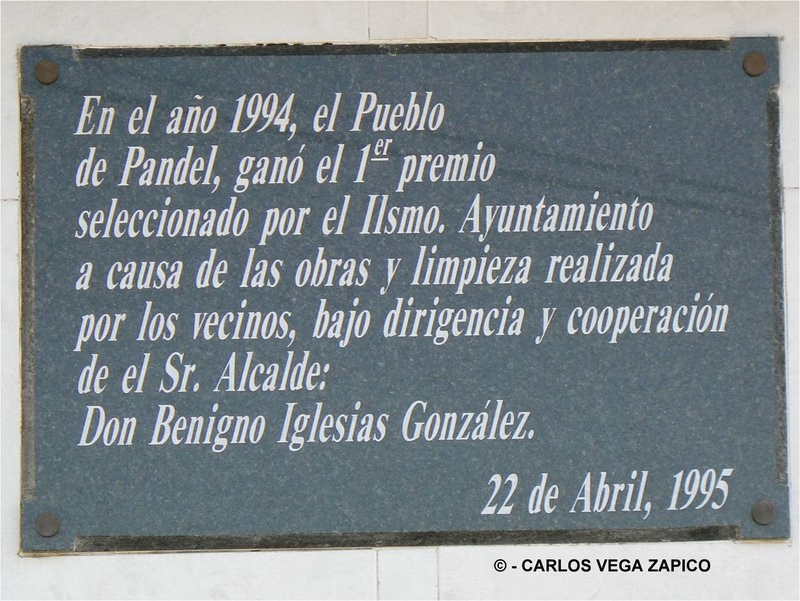 En el año 1994, el Pueblo
de Pandel, ganó el 1er premio
seleccionado por el Ilsmo. Ayuntamiento
a causa de las obras y limpieza realizada
por los vecinos, bajo dirigencia y cooperación
de el Sr. Alcalde:
Don Benigno Iglesias González.
22 de Abril, 1995
© - CARLOS VEGA ZAPICO